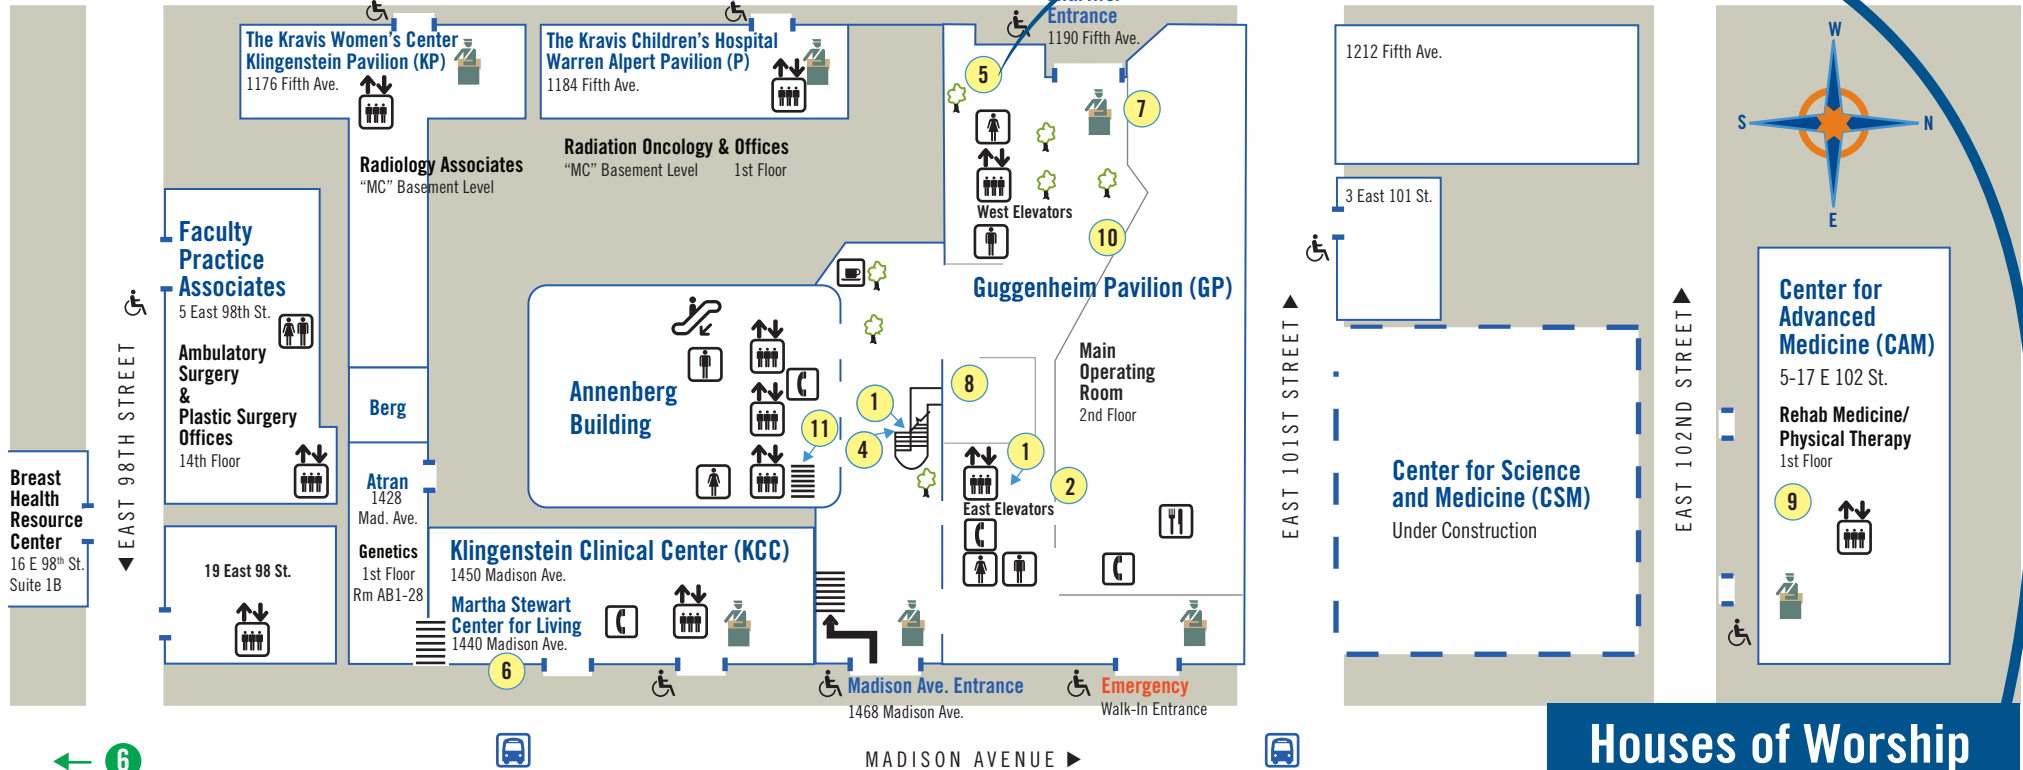 The Kravis Women's Center
Klingenstein Pavilion (KP)
1176 Fifth Ave.
The Kravis Children's Hospital
Warren Alpert Pavilion (P)
1184 Fifth Ave.
Entrance
1190 Fifth Ave.
5
7
1212 Fifth Ave.
W
S
N
E
Radiology Associates
“MC” Basement Level
Radiation Oncology & Offices
“MC” Basement Level
1st Floor
West Elevators
10
3 East 101 St.
Guggenheim Pavilion (GP)
Faculty
Practice
Associates
5 East 98th St.
Ambulatory
Surgery
&
Plastic Surgery
Offices
14th Floor
EAST 98TH STREET
Berg
Annenberg
Building
11
1
4
8
1
2
Main
Operating
Room
2nd Floor
East Elevators
EAST 101ST STREET
EAST 102ND STREET
Center for
Advanced
Medicine (CAM)
5-17 E 102 St.
Rehab Medicine/
Physical Therapy
1st Floor
9
Center for Science
and Medicine (CSM)
Under Construction
Breast
Health
Resource
Center
16 E 98th St.
Suite 1B
19 East 98 St.
Atran
1428
Mad. Ave.
Genetics
1st Floor
Rm AB1-28
Klingenstein Clinical Center (KCC)
1450 Madison Ave.
Martha Stewart
Center for Living
1440 Madison Ave.
6
Madison Ave. Entrance
1468 Madison Ave.
Emergency
Walk-In Entrance
6
MADISON AVENUE
Houses of Worship